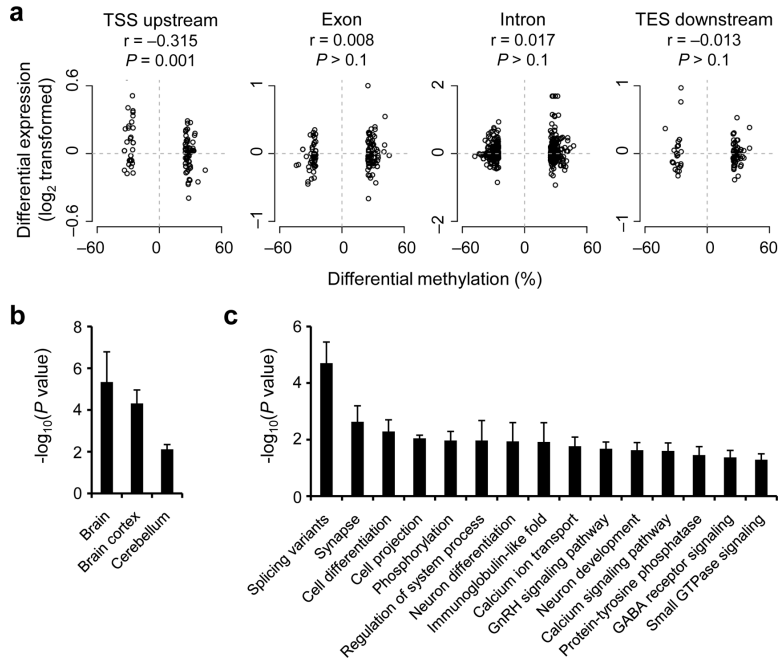 a
TSS upstream
r = –0.315
P = 0.001
Exon
r = 0.008
P > 0.1
Intron
r = 0.017
P > 0.1
TES downstream
r = –0.013
P > 0.1
Differential expression
(log2 transformed)
0.6
0
–0.6
–60
0
60
1
0
–1
–60
0
60
2
0
–2
–60
0
60
1
0
–1
–60
0
60
Differential methylation (%)
b
-log10(P value)
8
6
4
2
0
Brain
Brain cortex
Cerebellum
c
-log10(P value)
6
4
2
0
Splicing variants
Synapse
Cell differentiation
Cell projection
Phosphorylation
Regulation of system process
Neuron differentiation
Immunoglobulin-like fold
Calcium ion transport
GnRH signaling pathway
Neuron development
Calcium signaling pathway
Protein-tyrosine phosphatase
GABA receptor signaling
Small GTPase signaling